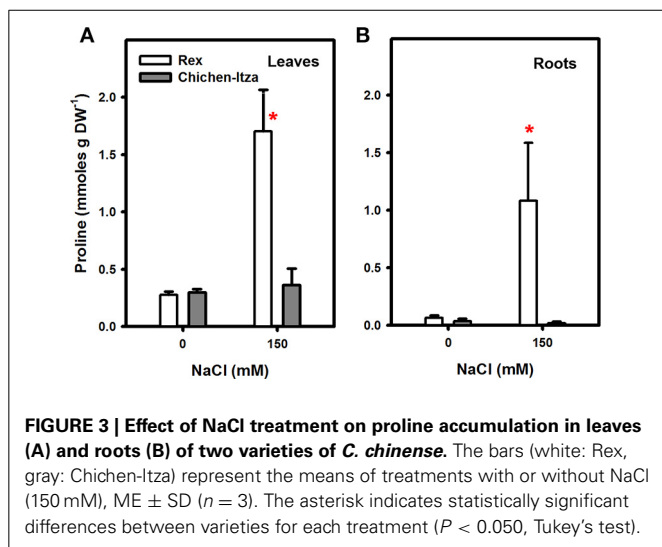 A
B
Rex
Chichen-Itza
Leaves
Roots
Proline (mmoles g DW⁻¹)
2.0
1.5
1.0
0.5
0.0
*
0
150
NaCl (mM)
2.0
1.5
1.0
0.5
0.0
*
0
150
NaCl (mM)
FIGURE 3 | Effect of NaCl treatment on proline accumulation in leaves
(A) and roots (B) of two varieties of C. chinense. The bars (white: Rex,
gray: Chichen-Itza) represent the means of treatments with or without NaCl
(150 mM), ME ± SD (n = 3). The asterisk indicates statistically significant
differences between varieties for each treatment (P < 0.050, Tukey's test).